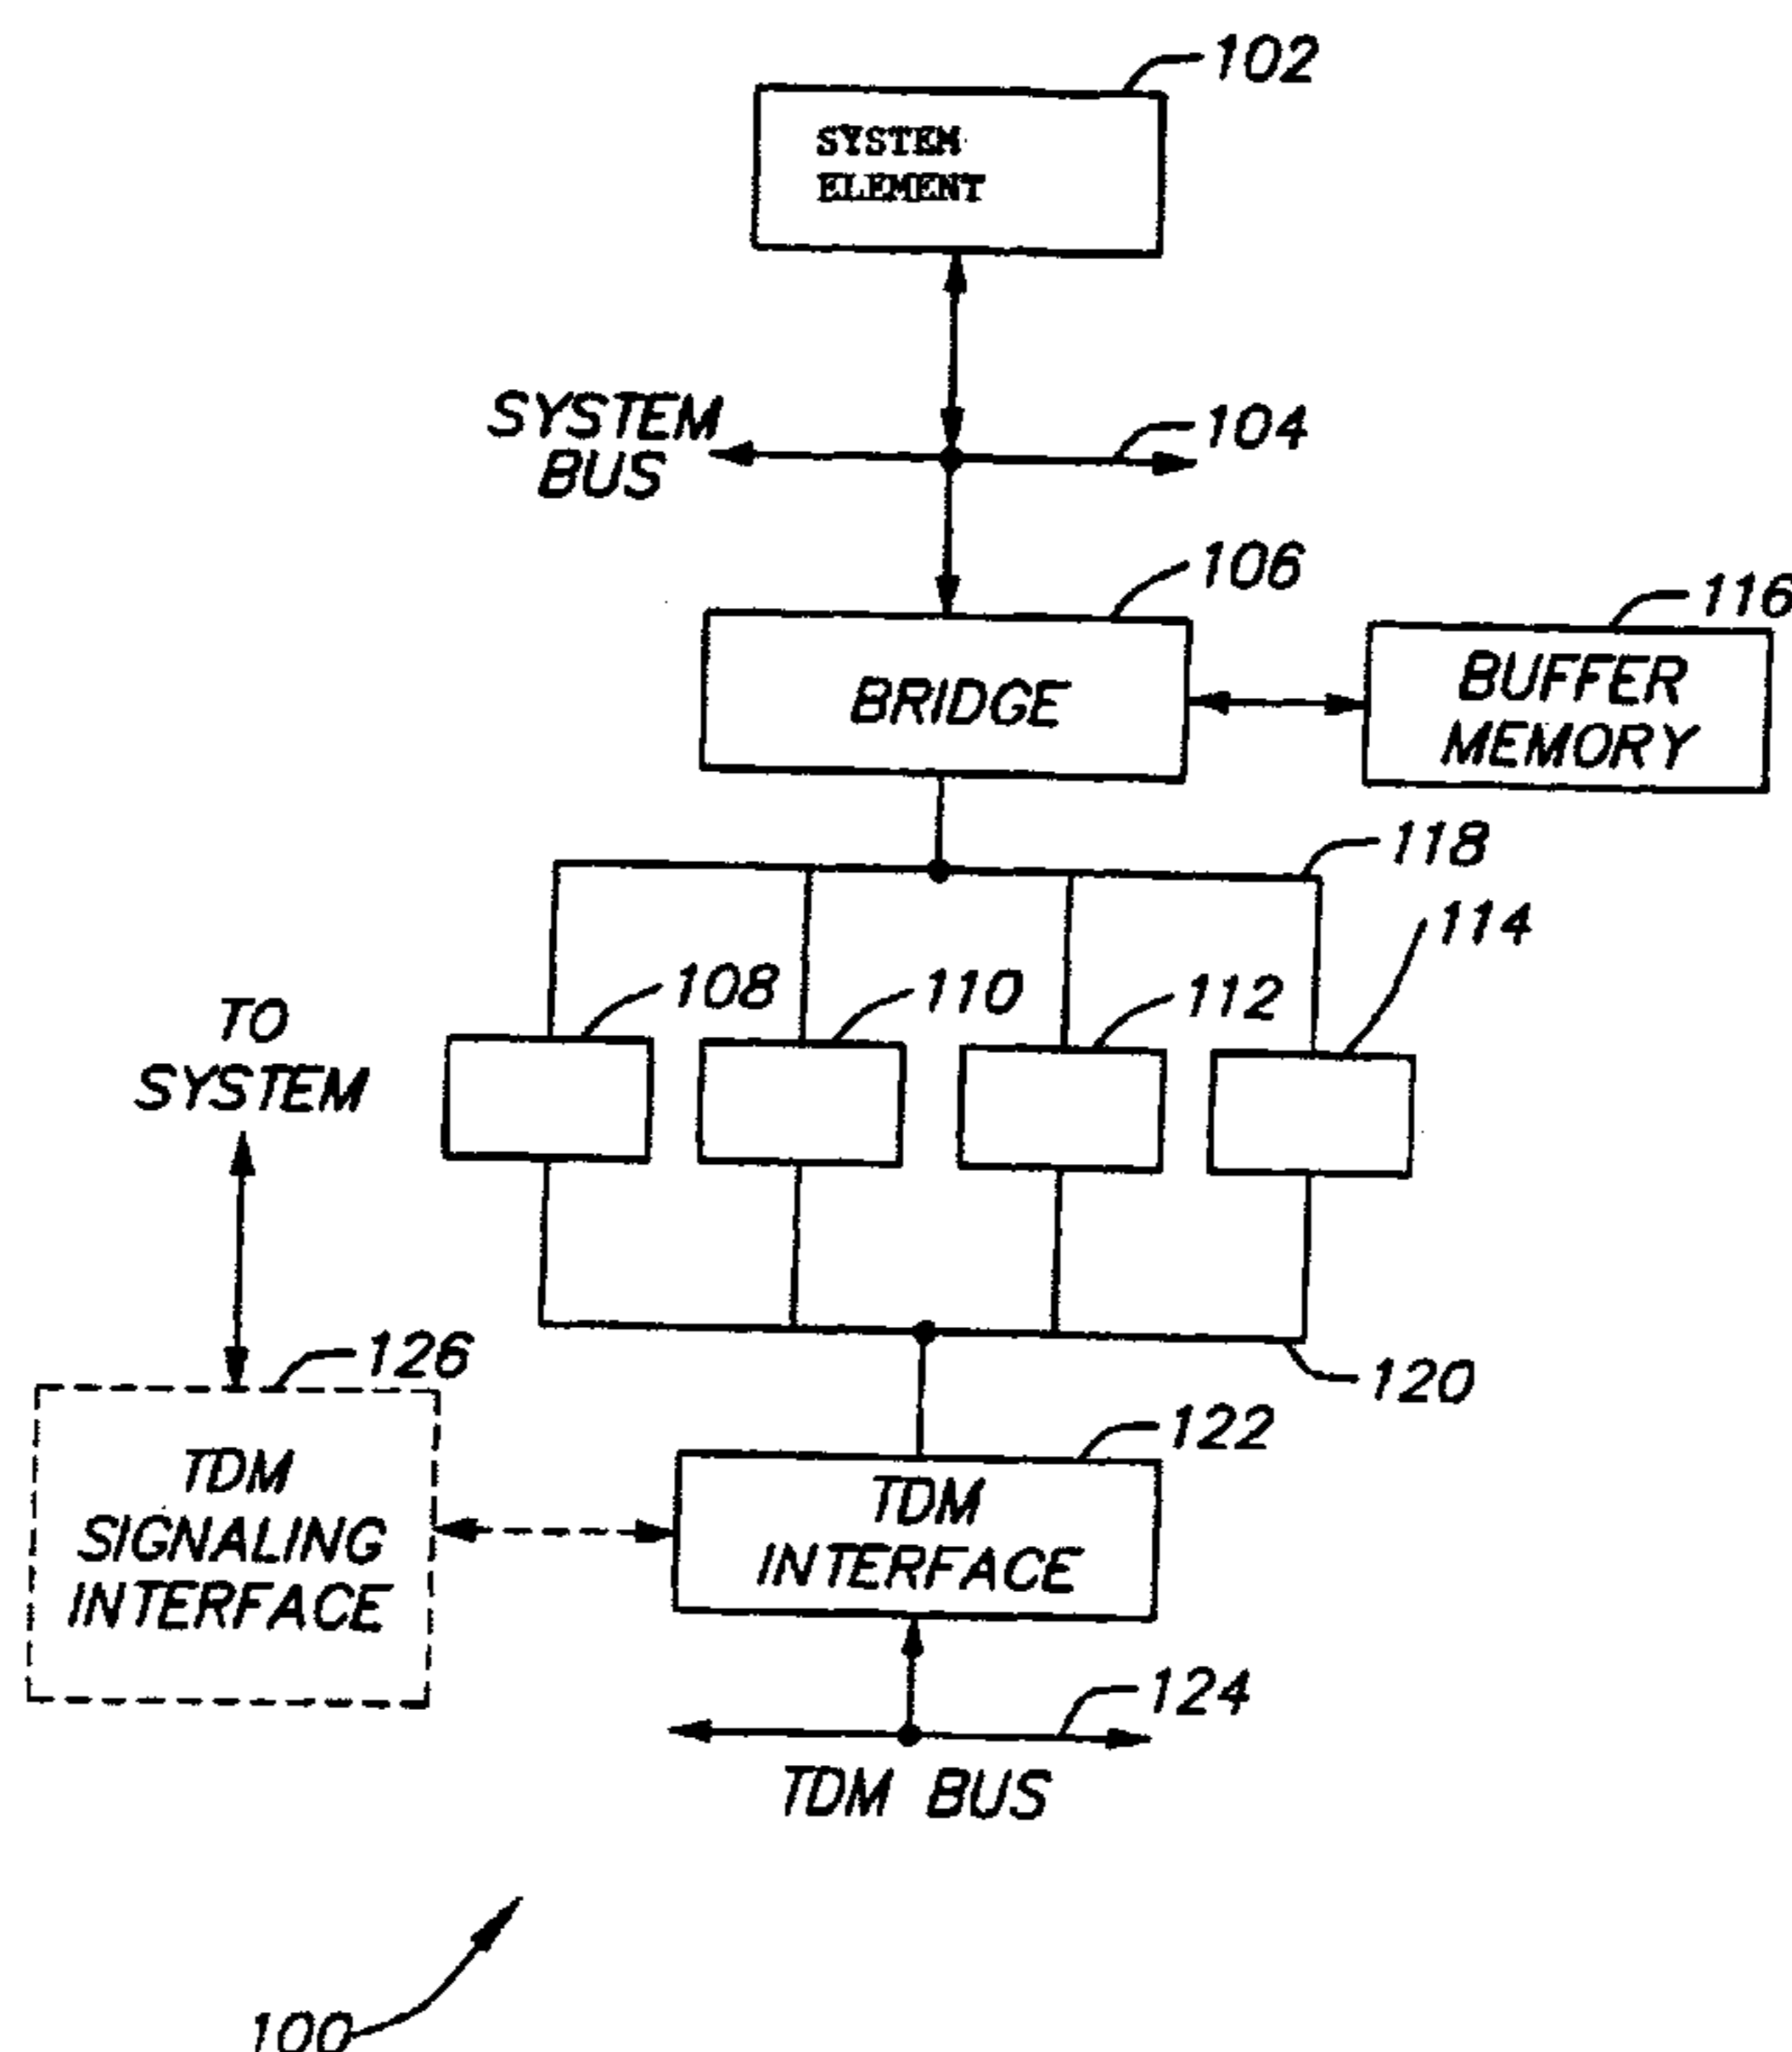 102
SYSTEM
ELEMENT
SYSTEM
BUS
104
106
116
BRIDGE
BUFFER
MEMORY
118
114
108
110
112
TO
SYSTEM
126
120
122
TDM
SIGNALING
INTERFACE
TDM
INTERFACE
124
TDM BUS
100